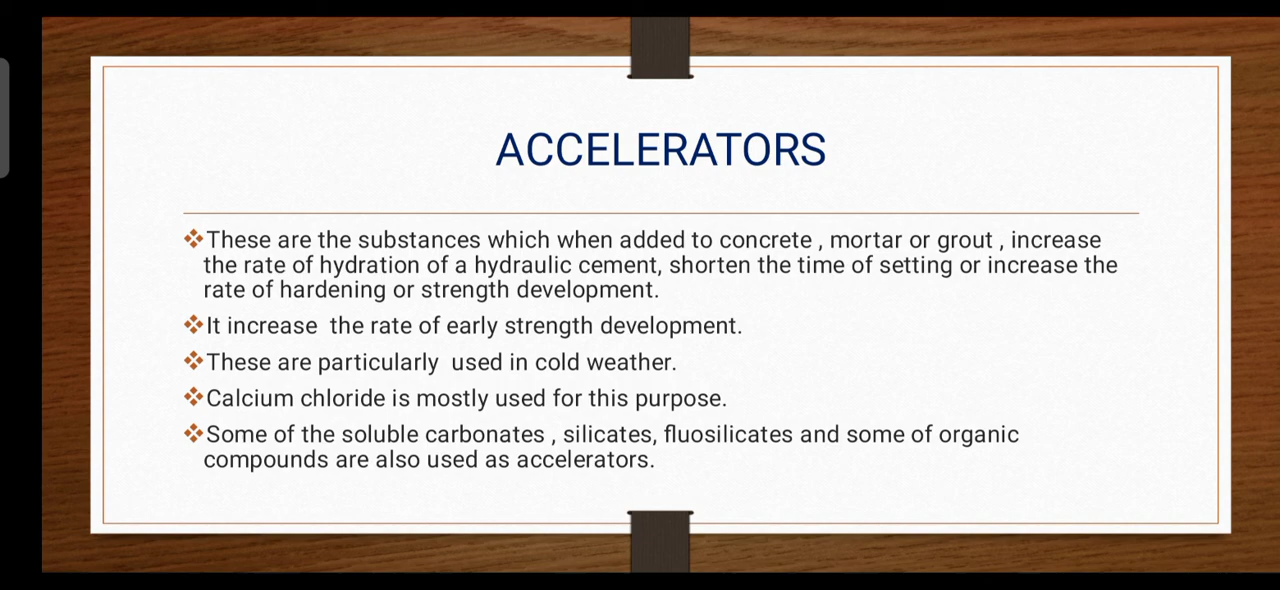 ACCELERATORS
❖These are the substances which when added to concrete , mortar or grout , increase
the rate of hydration of a hydraulic cement, shorten the time of setting or increase the
rate of hardening or strength development.
❖It increase  the rate of early strength development.
❖These are particularly  used in cold weather.
❖Calcium chloride is mostly used for this purpose.
❖Some of the soluble carbonates , silicates, fluosilicates and some of organic
compounds are also used as accelerators.